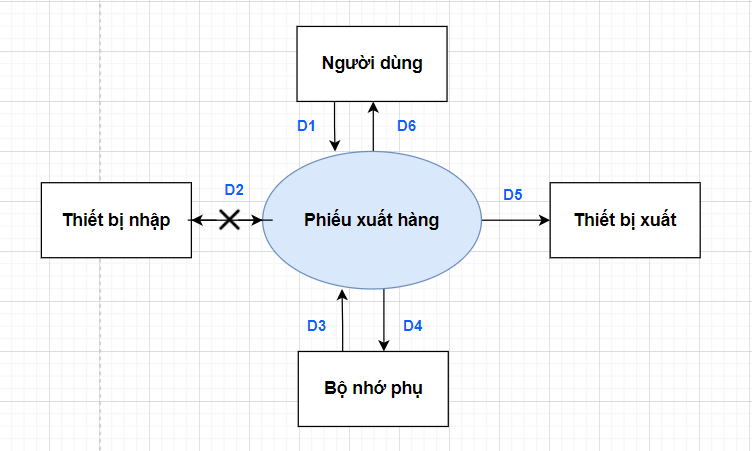 Người dùng
D1
D6
D2
D5
Thiết bị nhập
Phiếu xuất hàng
Thiết bị xuất
D3
D4
Bộ nhớ phụ